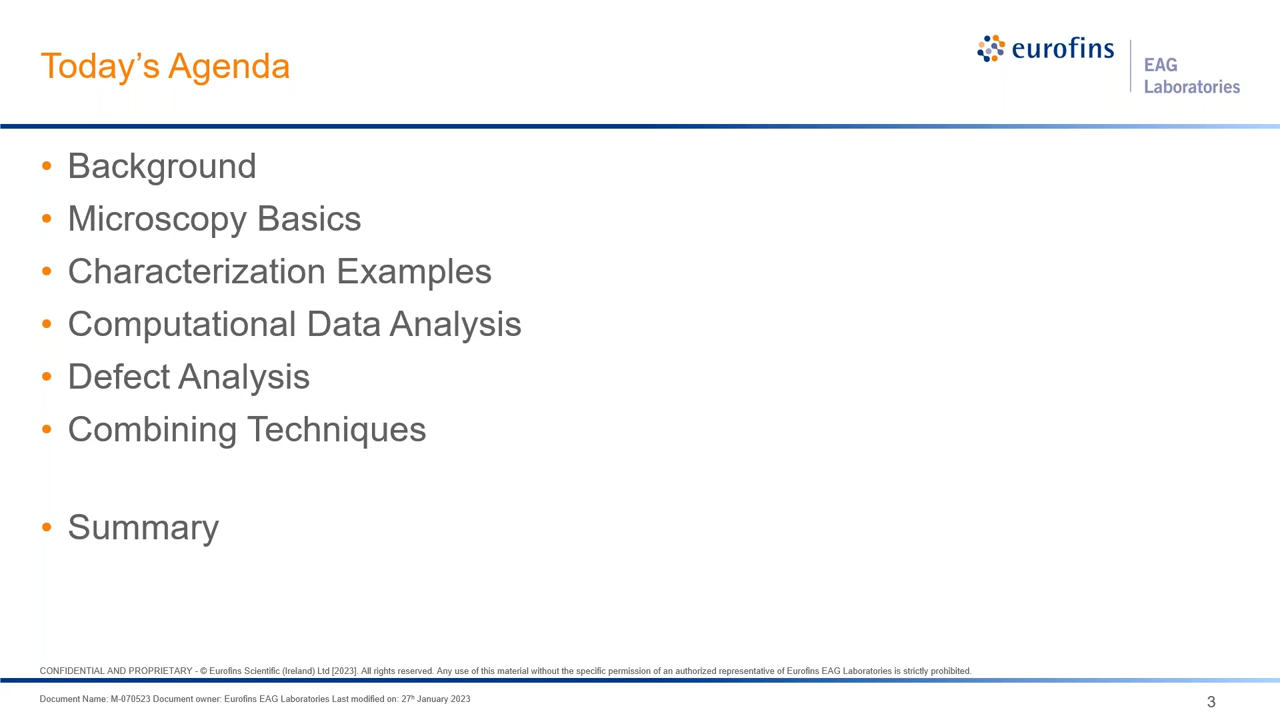 Today’s Agenda
eurofins
EAG
Laboratories
• Background
• Microscopy Basics
• Characterization Examples
• Computational Data Analysis
• Defect Analysis
• Combining Techniques
• Summary
CONFIDENTIAL AND PROPRIETARY - © Eurofins Scientific (Ireland) Ltd [2023]. All rights reserved. Any use of this material without the specific permission of an authorized representative of Eurofins EAG Laboratories is strictly prohibited.
Document Name: M-070523 Document owner: Eurofins EAG Laboratories Last modified on: 27th January 2023
3